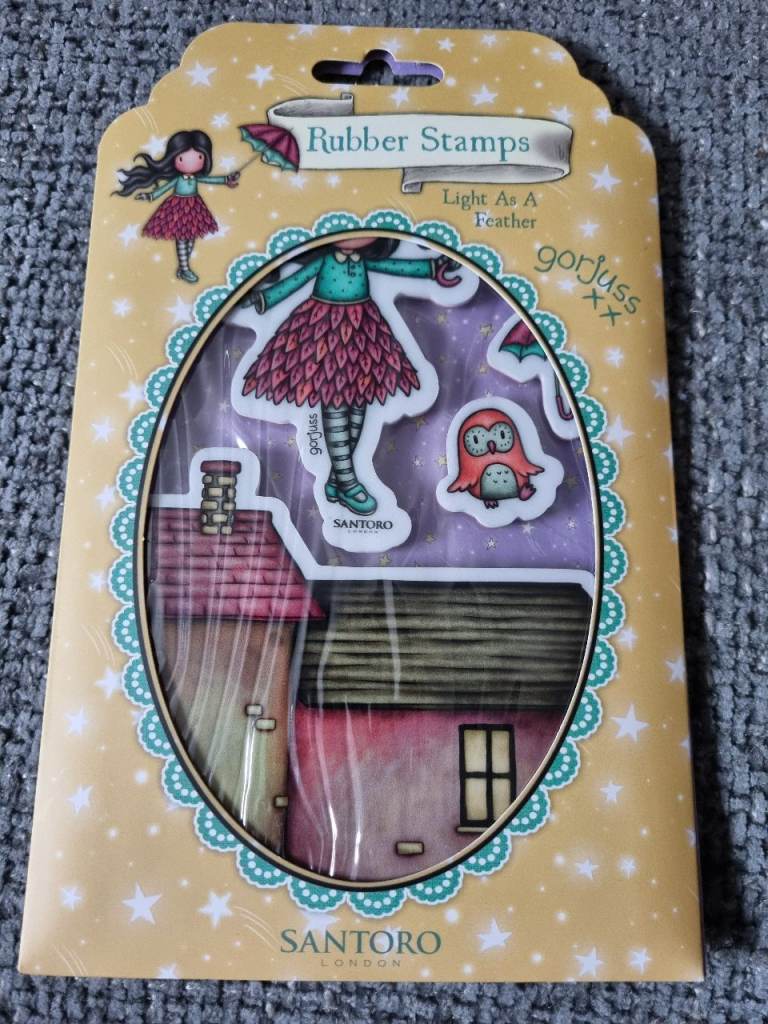 Rubber Stamps
Light As A
Feather
gorjuss
xx
gorjuss
SANTORO
LONDON
SANTORO
LONDON